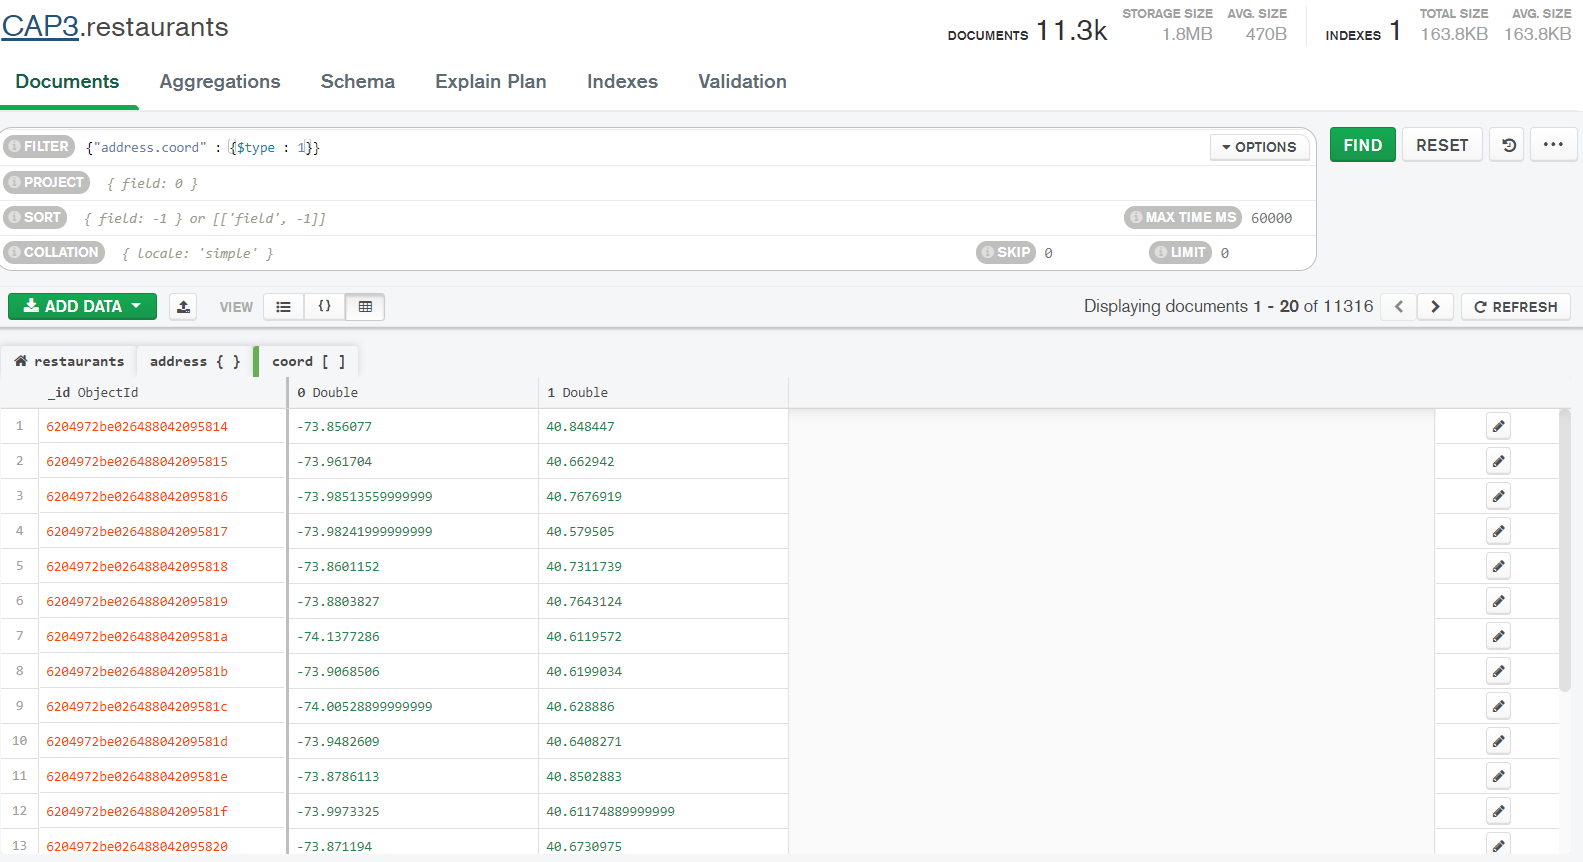 CAP3.restaurants
DOCUMENTS 11.3k STORAGE SIZE 1.8MB AVG. SIZE 470B INDEXES 1 TOTAL SIZE 163.8KB AVG. SIZE 163.8KB
Documents Aggregations Schema Explain Plan Indexes Validation
FILTER {"address.coord" : {$type : 1}} OPTIONS FIND RESET ...
PROJECT { field: 0 }
SORT { field: -1 } or [['field', -1]] MAX TIME MS 60000
COLLATION { locale: 'simple' } SKIP 0 LIMIT 0
ADD DATA VIEW {} Displaying documents 1 - 20 of 11316 < > REFRESH
restaurants address { } coord [ ]
_id ObjectId 0 Double 1 Double
1 6204972be026488042095814 -73.856077 40.848447
2 6204972be026488042095815 -73.961704 40.662942
3 6204972be026488042095816 -73.98513559999999 40.7676919
4 6204972be026488042095817 -73.98241999999999 40.579505
5 6204972be026488042095818 -73.8601152 40.7311739
6 6204972be026488042095819 -73.8803827 40.7643124
7 6204972be02648804209581a -74.1377286 40.6119572
8 6204972be02648804209581b -73.9068506 40.6199034
9 6204972be02648804209581c -74.00528899999999 40.628886
10 6204972be02648804209581d -73.9482609 40.6408271
11 6204972be02648804209581e -73.8786113 40.8502883
12 6204972be02648804209581f -73.9973325 40.61174889999999
13 6204972be026488042095820 -73.871194 40.6730975